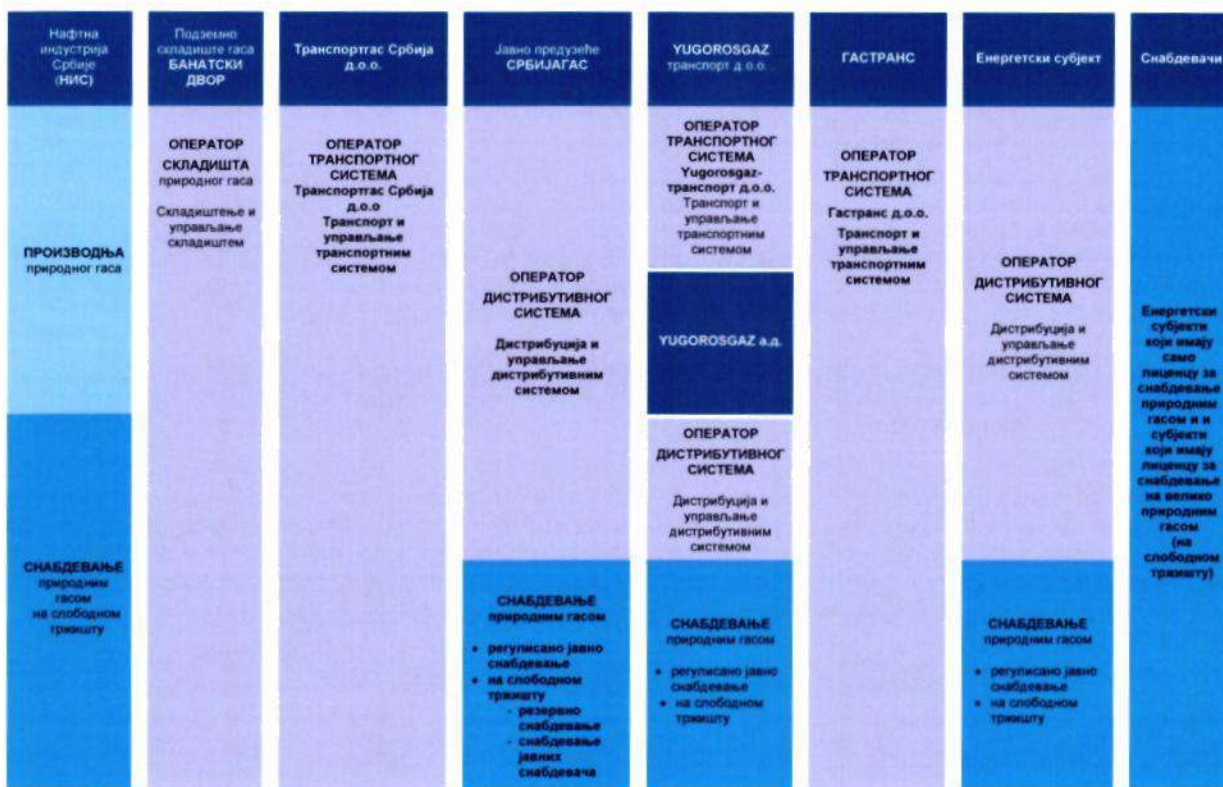 Нафтна
индустрија
Србије
(НИС)
Подземно
складиште гаса
БАНАТСКИ
ДВОР
Транспортгас Србија
д.о.о.
Јавно предузеће
СРБИЈАГАС
YUGOROSGAZ
транспорт д.о.о.
ГАСТРАНС
Енергетски субјект
Снабдевачи
ПРОИЗВОДЊА
природног гаса
СНАБДЕВАЊЕ
природним
гасом
на слободном
тржишту
ОПЕРАТОР
СКЛАДИШТА
природног гаса
Складиштење и
управљање
складиштем
ОПЕРАТОР
ТРАНСПОРТНОГ
СИСТЕМА
Транспортгас Србија
д.о.о
Транспорт и
управљање
транспортним
системом
ОПЕРАТОР
ДИСТРИБУТИВНОГ
СИСТЕМА
Дистрибуција и
управљање
дистрибутивним
системом
СНАБДЕВАЊЕ
природним гасом
• регулисано јавно
снабдевање
• на слободном
тржишту
- резервно
снабдевање
- снабдевање
јавних
снабдевача
ОПЕРАТОР
ТРАНСПОРТНОГ
СИСТЕМА
Yugorosgaz-
транспорт д.о.о.
Транспорт и
управљање
транспортним
системом
YUGOROSGAZ а.д.
ОПЕРАТОР
ДИСТРИБУТИВНОГ
СИСТЕМА
Дистрибуција и
управљање
дистрибутивним
системом
СНАБДЕВАЊЕ
природним гасом
• регулисано јавно
снабдевање
• на слободном
тржишту
ОПЕРАТОР
ТРАНСПОРТНОГ
СИСТЕМА
Гастранс д.о.о.
Транспорт и
управљање
транспортним
системом
ОПЕРАТОР
ДИСТРИБУТИВНОГ
СИСТЕМА
Дистрибуција и
управљање
дистрибутивним
системом
СНАБДЕВАЊЕ
природним гасом
• регулисано јавно
снабдевање
• на слободном
тржишту
Енергетски
субјекти
који имају
само
лиценцу за
снабдевање
природним
гасом и и
субјекти
који имају
лиценцу за
снабдевање
на велико
природним
гасом
(на
слободном
тржишту)